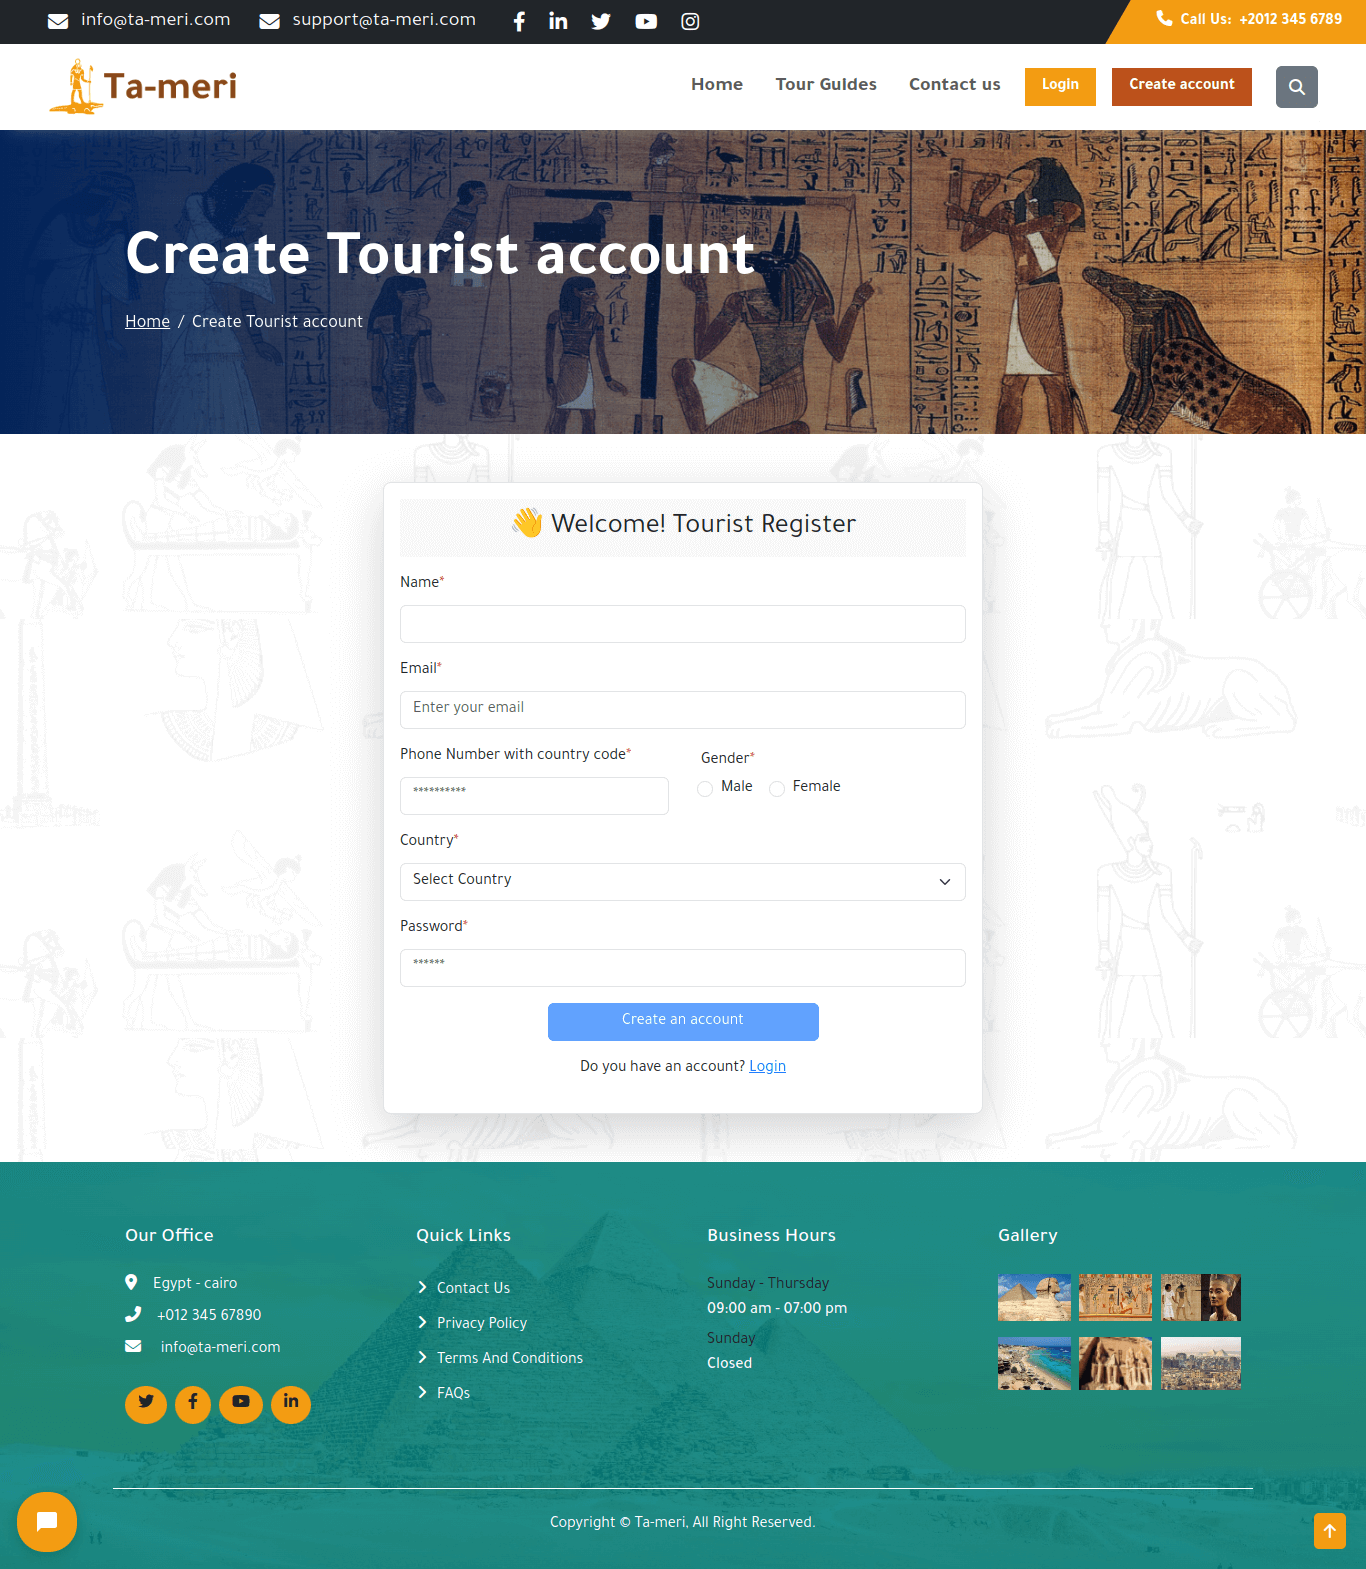 info@ta-meri.com support@ta-meri.com Call Us: +2012 345 6789
Ta-meri Home Tour Guides Contact us Login Create account
Create Tourist account
Home / Create Tourist account
👋 Welcome! Tourist Register
Name*
Email*
Enter your email
Phone Number with country code* Gender*
********** Male Female
Country*
Select Country
Password*
******
Create an account
Do you have an account? Login
Our Office
Egypt - cairo
+012 345 67890
info@ta-meri.com
Quick Links
Contact Us
Privacy Policy
Terms And Conditions
FAQs
Business Hours
Sunday - Thursday
09:00 am - 07:00 pm
Sunday
Closed
Gallery
Copyright © Ta-meri, All Right Reserved.